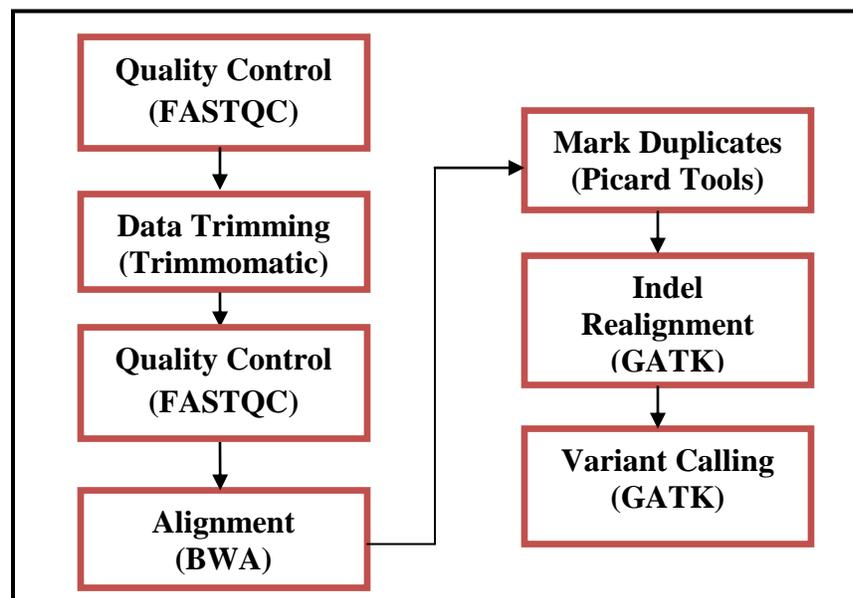 Quality Control
(FASTQC)
Data Trimming
(Trimmomatic)
Quality Control
(FASTQC)
Alignment
(BWA)
Mark Duplicates
(Picard Tools)
Indel
Realignment
(GATK)
Variant Calling
(GATK)